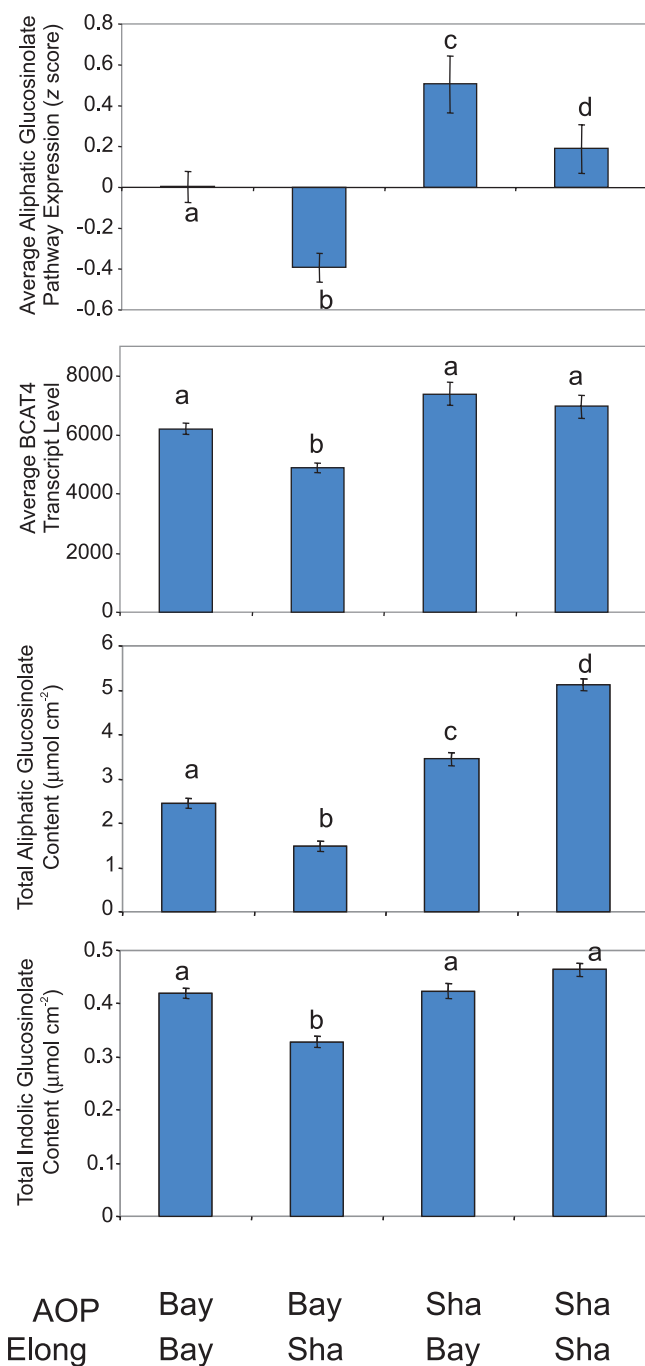 Average Aliphatic Glucosinolate
Pathway Expression (z score)
0.8
0.6
0.4
0.2
0
-0.2
-0.4
-0.6
a
b
c
d
Average BCAT4
Transcript Level
8000
6000
4000
2000
0
a
b
a
a
Total Aliphatic Glucosinolate
Content (μmol cm⁻²)
6
5
4
3
2
1
0
a
b
c
d
Total Indolic Glucosinolate
Content (μmol cm⁻²)
0.5
0.4
0.3
0.2
0.1
0
a
b
a
a
AOP Bay Bay Sha Sha
Elong Bay Sha Bay Sha